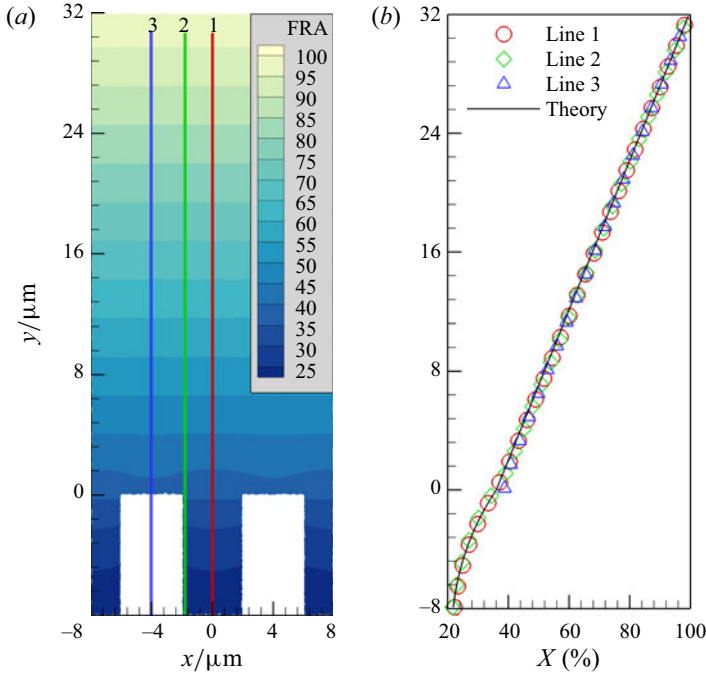 (a)
32
24
16
8
0
–8
y/μm
3 2 1
FRA
100
95
90
85
80
75
70
65
60
55
50
45
40
35
30
25
–8 –4 0 4 8
x/μm
(b)
32
24
16
8
0
–8
Line 1
Line 2
Line 3
Theory
20 40 60 80 100
X (%)